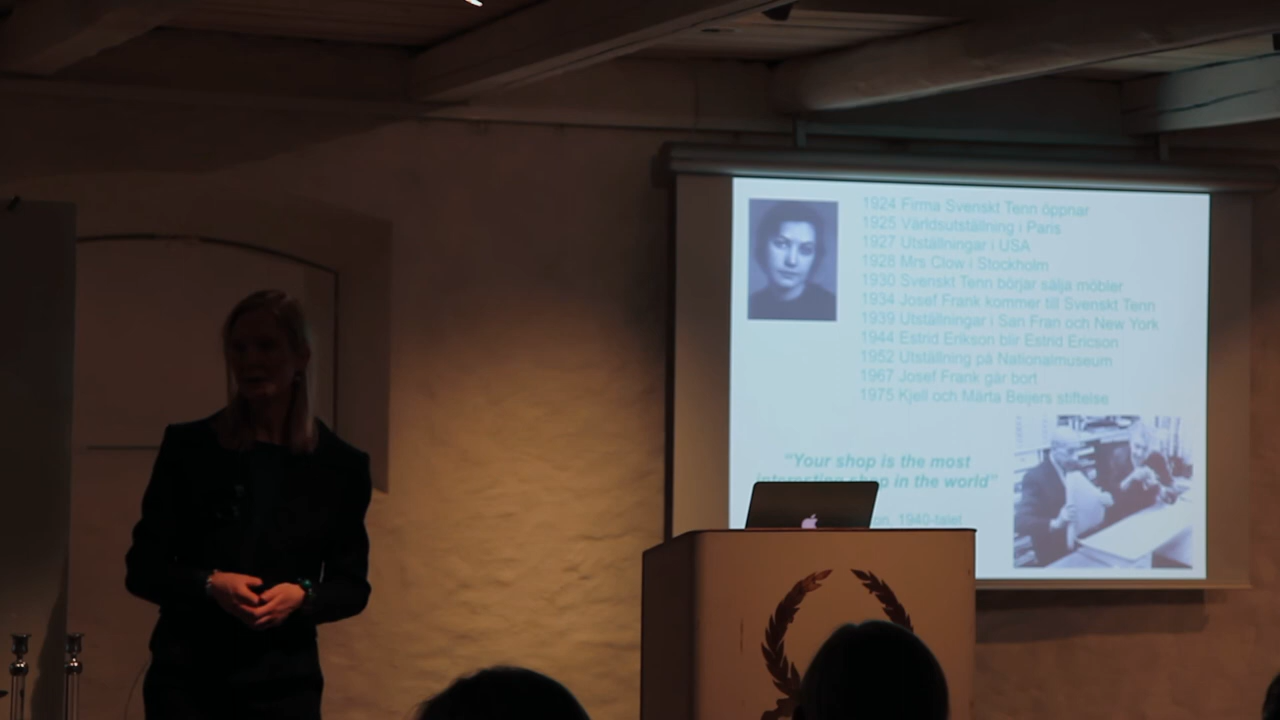 1924 Firma Svenskt Tenn öppnar
1925 Världsutställning i Paris
1927 Utställningar i USA
1928 Mrs Clow i Stockholm
1930 Svenskt Tenn börjar sälja möbler
1934 Josef Frank kommer till Svenskt Tenn
1939 Utställningar i San Fran och New York
1944 Estrid Erikson blir Estrid Ericson
1952 Utställning på Nationalmuseum
1967 Josef Frank går bort
1975 Kjell och Märta Beijers stiftelse
"Your shop is the most
interesting shop in the world"
1940-talet